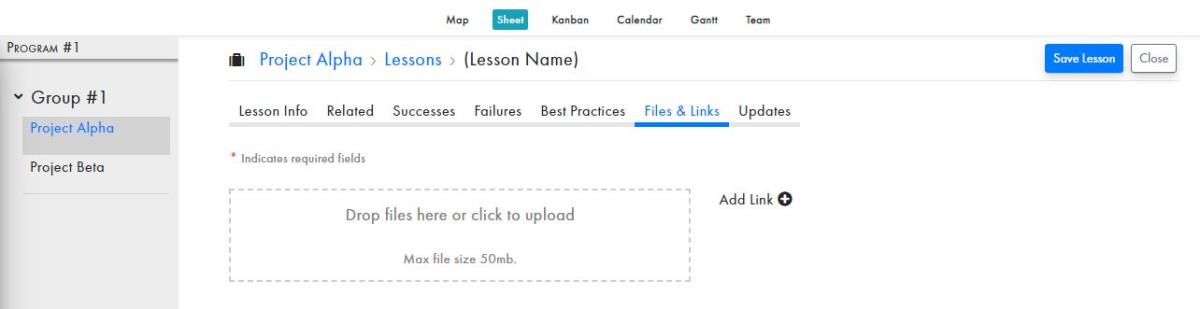 Map Sheet Kanban Calendar Gantt Team
Program #1
Project Alpha > Lessons > (Lesson Name)
Save Lesson Close
Group #1
Project Alpha
Project Beta
Lesson Info Related Successes Failures Best Practices Files & Links Updates
* Indicates required fields
Drop files here or click to upload
Max file size 50mb.
Add Link